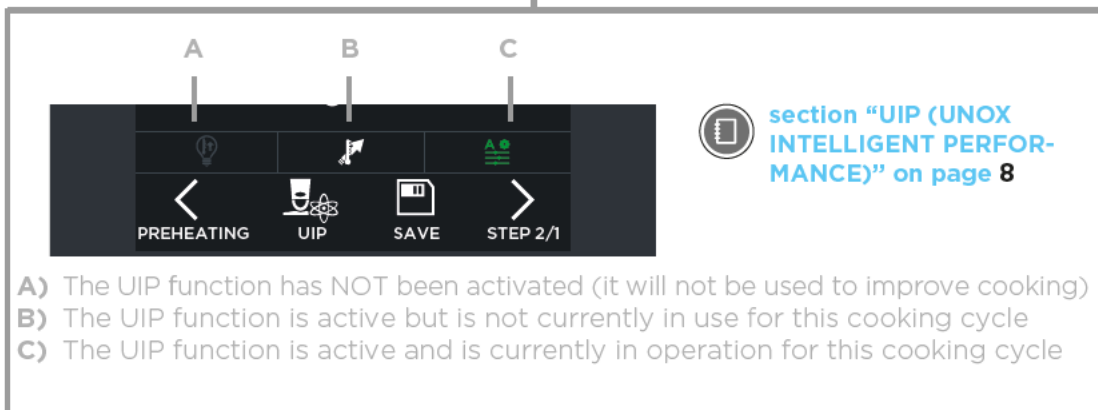 A B C
section “UIP (UNOX
INTELLIGENT PERFOR-
MANCE)” on page 8
A
PREHEATING UIP SAVE STEP 2/1
A) The UIP function has NOT been activated (it will not be used to improve cooking)
B) The UIP function is active but is not currently in use for this cooking cycle
C) The UIP function is active and is currently in operation for this cooking cycle